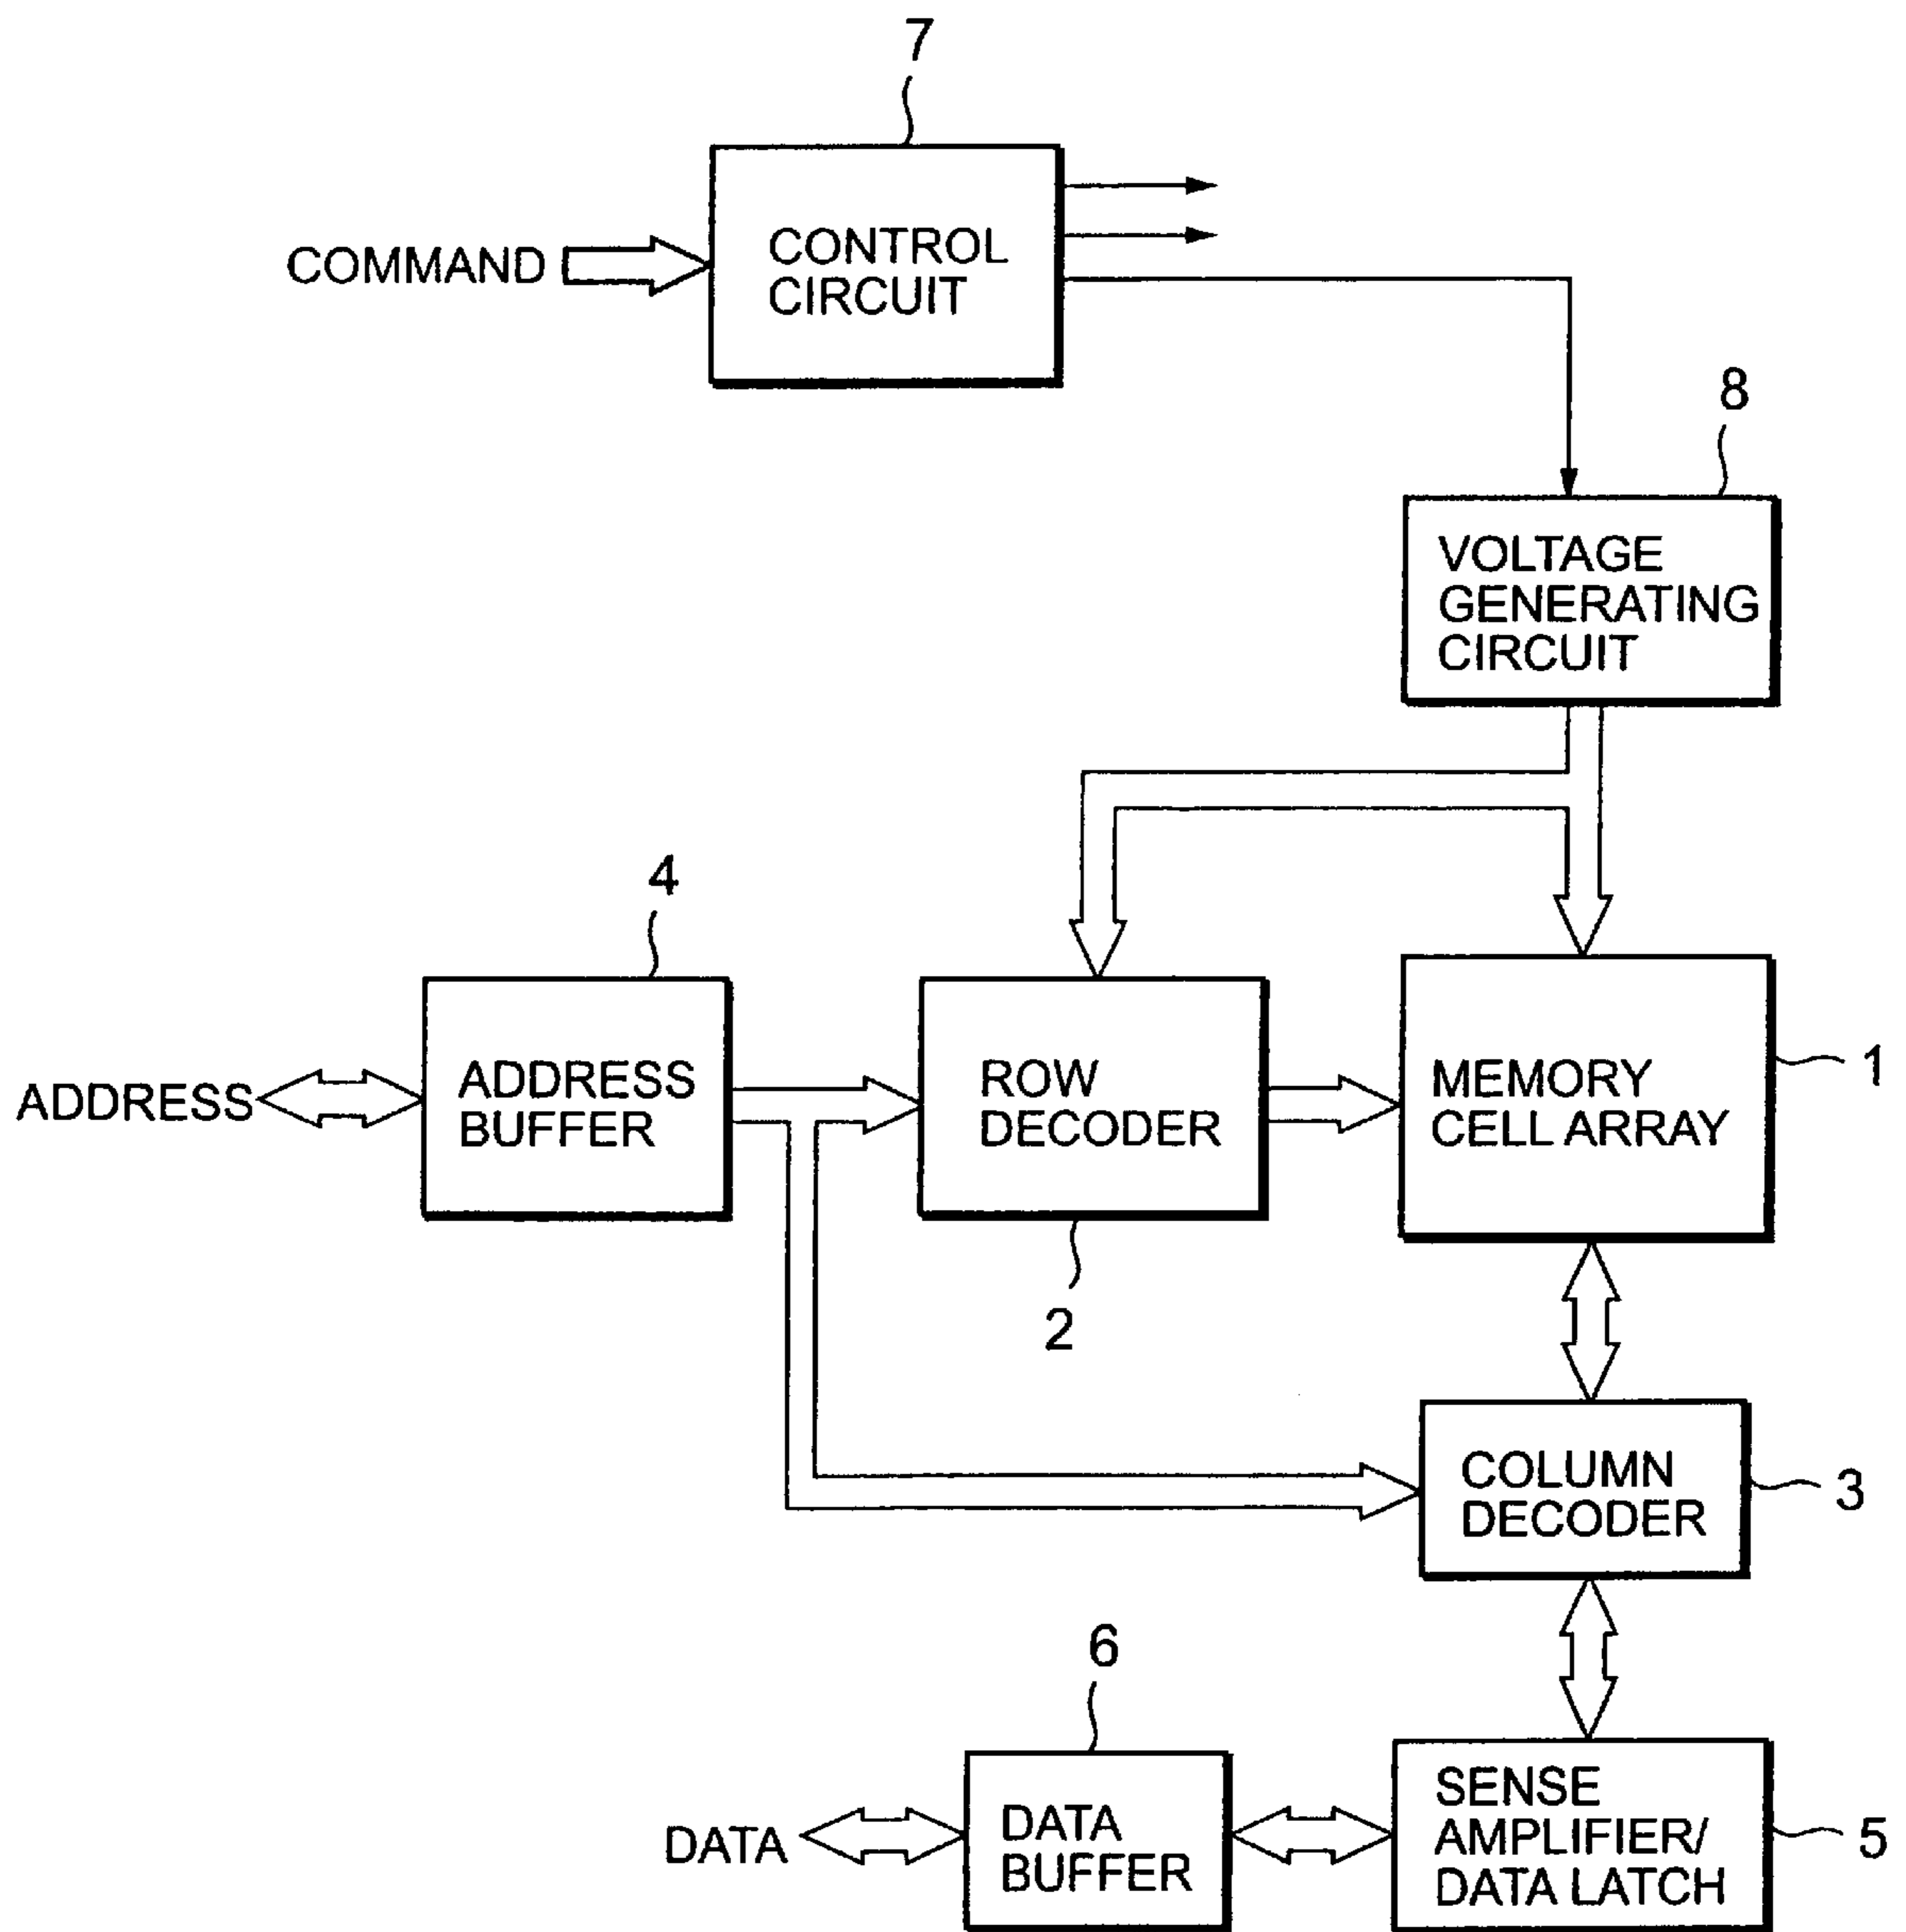 7
COMMAND
CONTROL
CIRCUIT
8
VOLTAGE
GENERATING
CIRCUIT
4
ADDRESS
ADDRESS
BUFFER
ROW
DECODER
MEMORY
CELL ARRAY
1
2
COLUMN
DECODER
3
6
DATA
DATA
BUFFER
SENSE
AMPLIFIER/
DATA LATCH
5